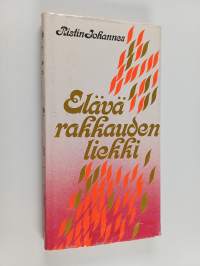 Ristin Johannes
Elävä
rakkauden
liekki